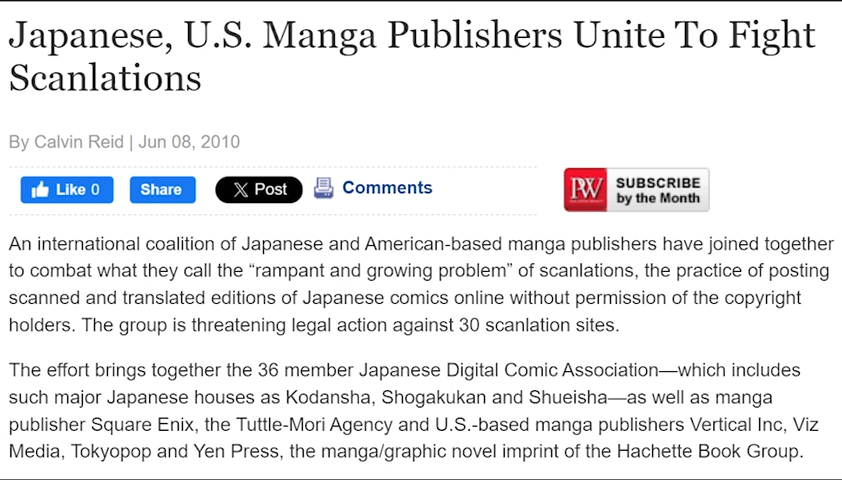 Japanese, U.S. Manga Publishers Unite To Fight
Scanlations
By Calvin Reid | Jun 08, 2010
Like 0
Share
X Post
Comments
PW
SUBSCRIBE
by the Month
An international coalition of Japanese and American-based manga publishers have joined together
to combat what they call the “rampant and growing problem” of scanlations, the practice of posting
scanned and translated editions of Japanese comics online without permission of the copyright
holders. The group is threatening legal action against 30 scanlation sites.
The effort brings together the 36 member Japanese Digital Comic Association—which includes
such major Japanese houses as Kodansha, Shogakukan and Shueisha—as well as manga
publisher Square Enix, the Tuttle-Mori Agency and U.S.-based manga publishers Vertical Inc, Viz
Media, Tokyopop and Yen Press, the manga/graphic novel imprint of the Hachette Book Group.